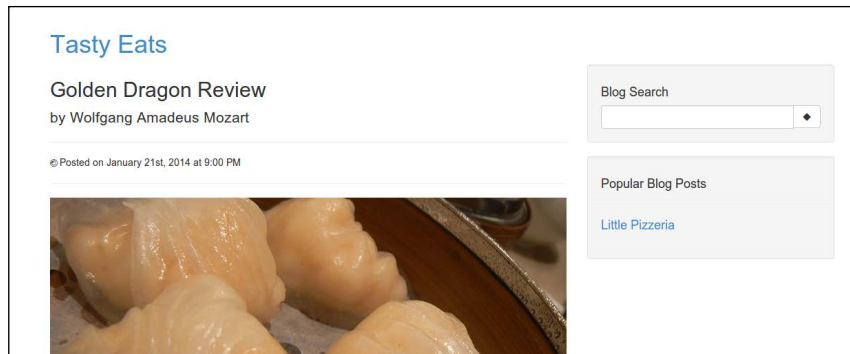 Tasty Eats
Golden Dragon Review
by Wolfgang Amadeus Mozart
Posted on January 21st, 2014 at 9:00 PM
Blog Search
Popular Blog Posts
Little Pizzeria